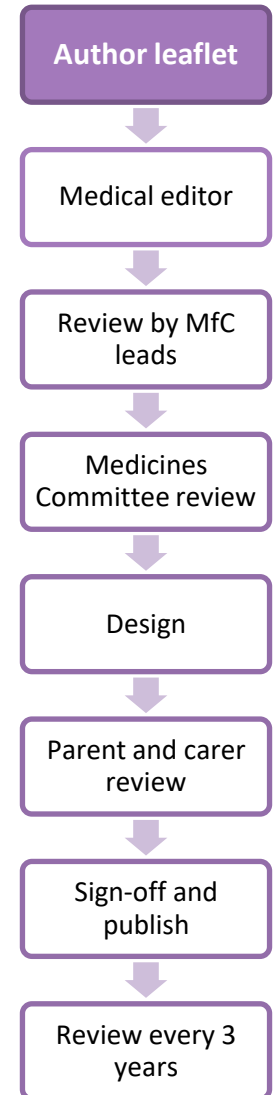 Author leaflet
Medical editor
Review by MfC
leads
Medicines
Committee review
Design
Parent and carer
review
Sign-off and
publish
Review every 3
years